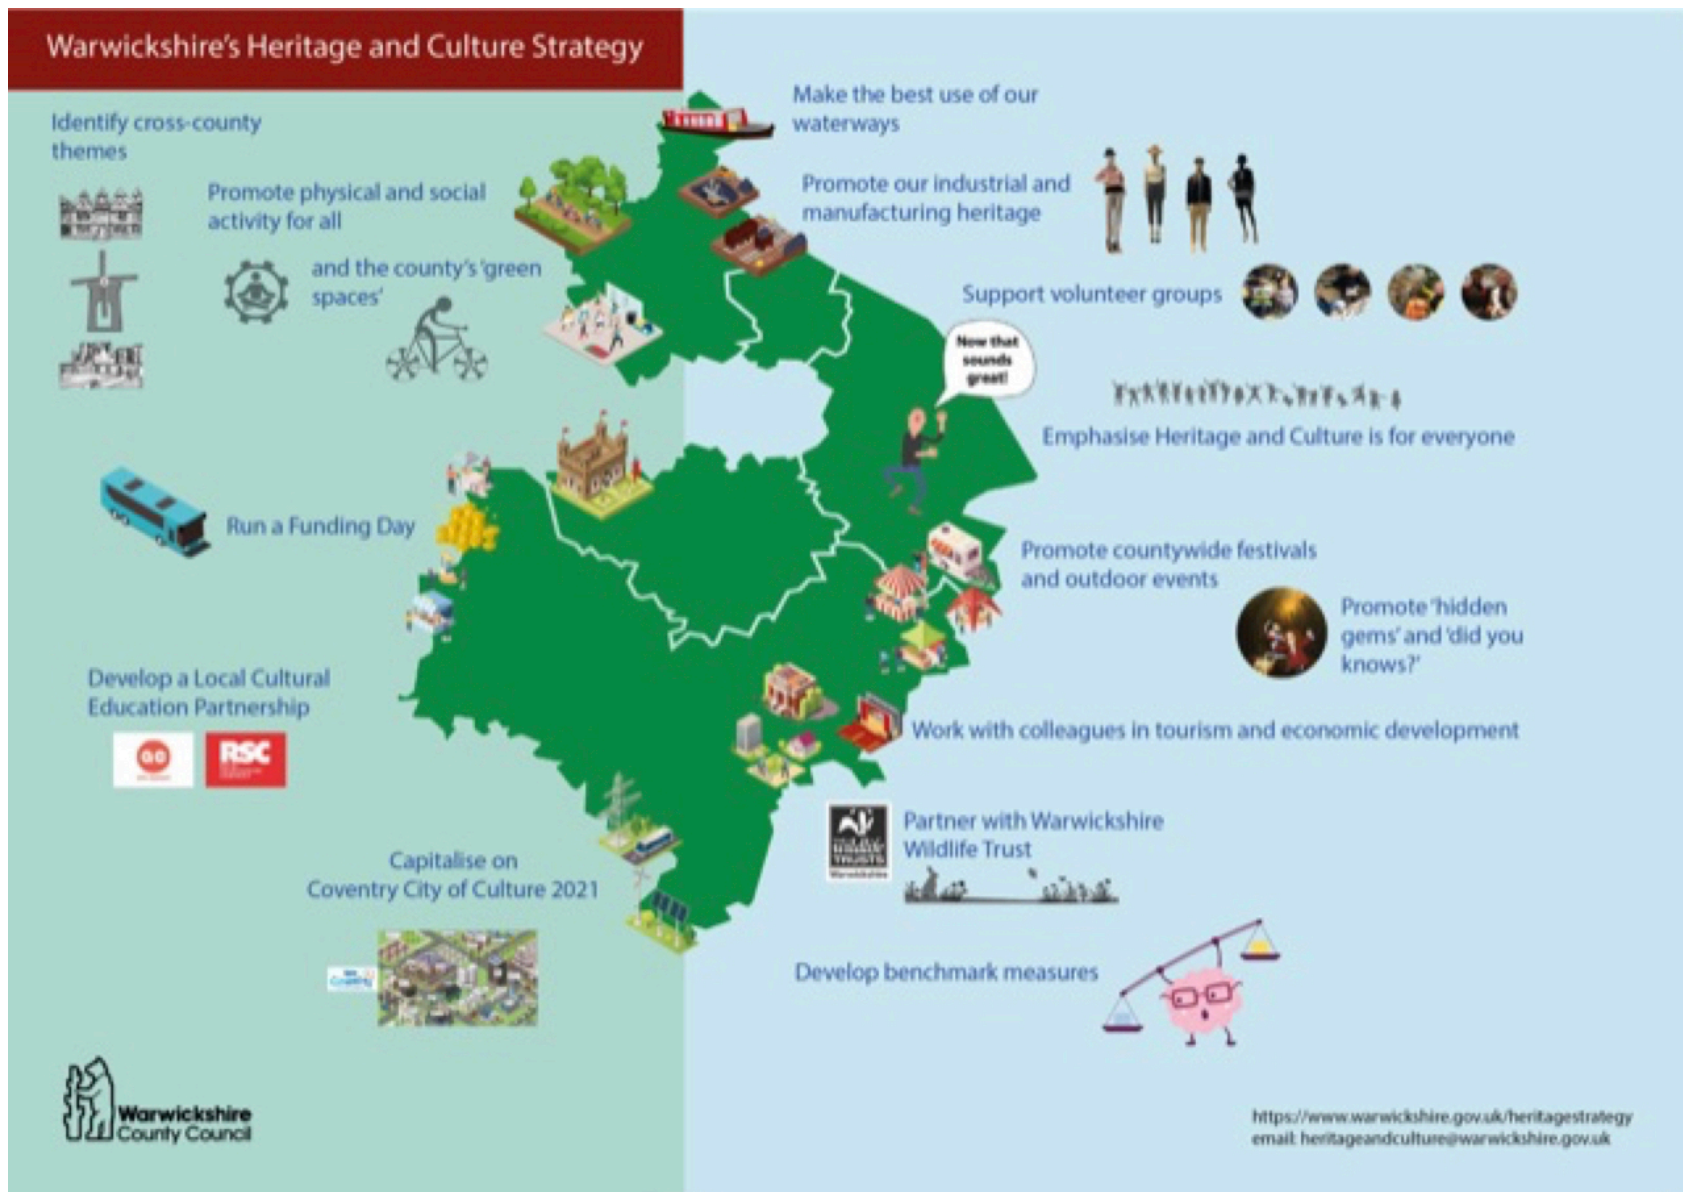 Warwickshire's Heritage and Culture Strategy
Identify cross-county
themes
Promote physical and social
activity for all
and the county's 'green
spaces'
Make the best use of our
waterways
Promote our industrial and
manufacturing heritage
Support volunteer groups
Now that
sounds
great!
Emphasise Heritage and Culture is for everyone
Run a Funding Day
Promote countywide festivals
and outdoor events
Promote 'hidden
gems' and 'did you
knows?'
Develop a Local Cultural
Education Partnership
RSC
Work with colleagues in tourism and economic development
Partner with Warwickshire
Wildlife Trust
TRUSTS
Warwickshire
Capitalise on
Coventry City of Culture 2021
Coventry
Develop benchmark measures
Warwickshire
County Council
https://www.warwickshire.gov.uk/heritagestrategy
email: heritageandculture@warwickshire.gov.uk